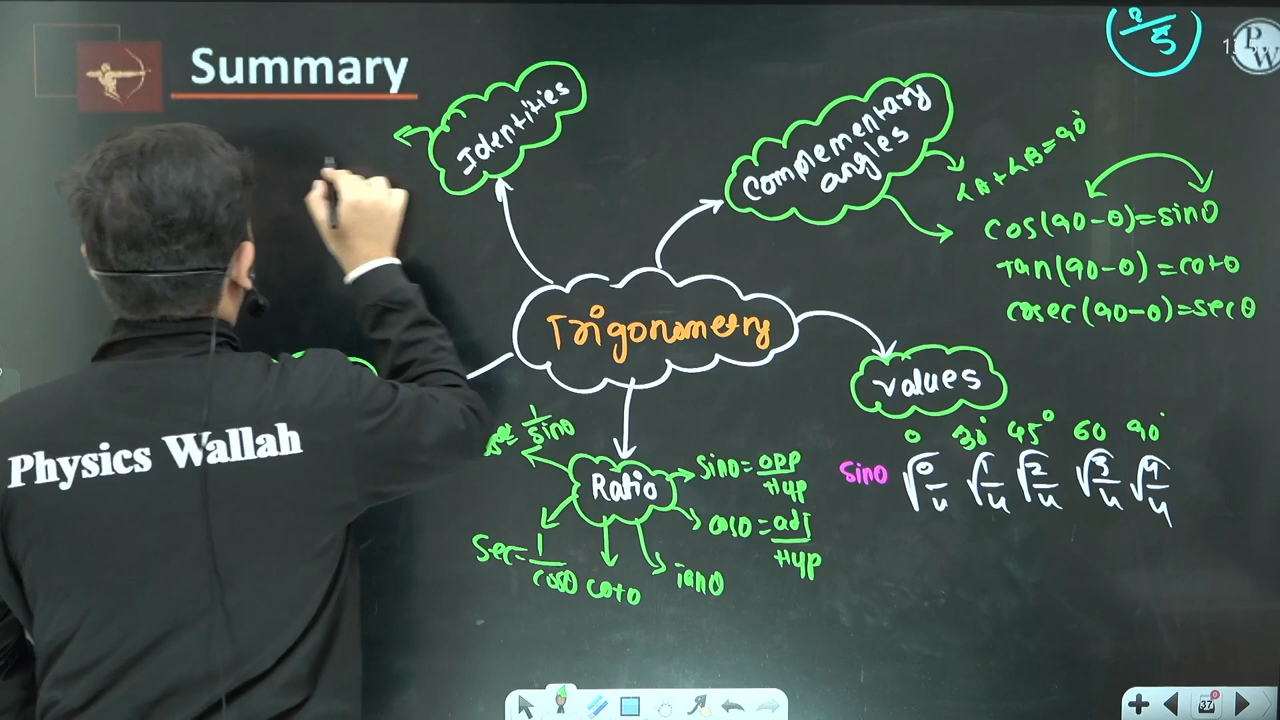 Summary
Identities
Complementary
angles
∠A+∠B=90°
cos(90-θ)=sinθ
tan(90-θ)=cotθ
cosec(90-θ)=secθ
Trigonometry
values
0 30° 45° 60 90°
sinθ √0/4 √1/4 √2/4 √3/4 √4/4
Ratio
1/sinθ
sinθ=opp/Hyp
cosθ=adj/Hyp
tanθ
cotθ
Sec=1/cosθ
Physics Wallah
PW
37